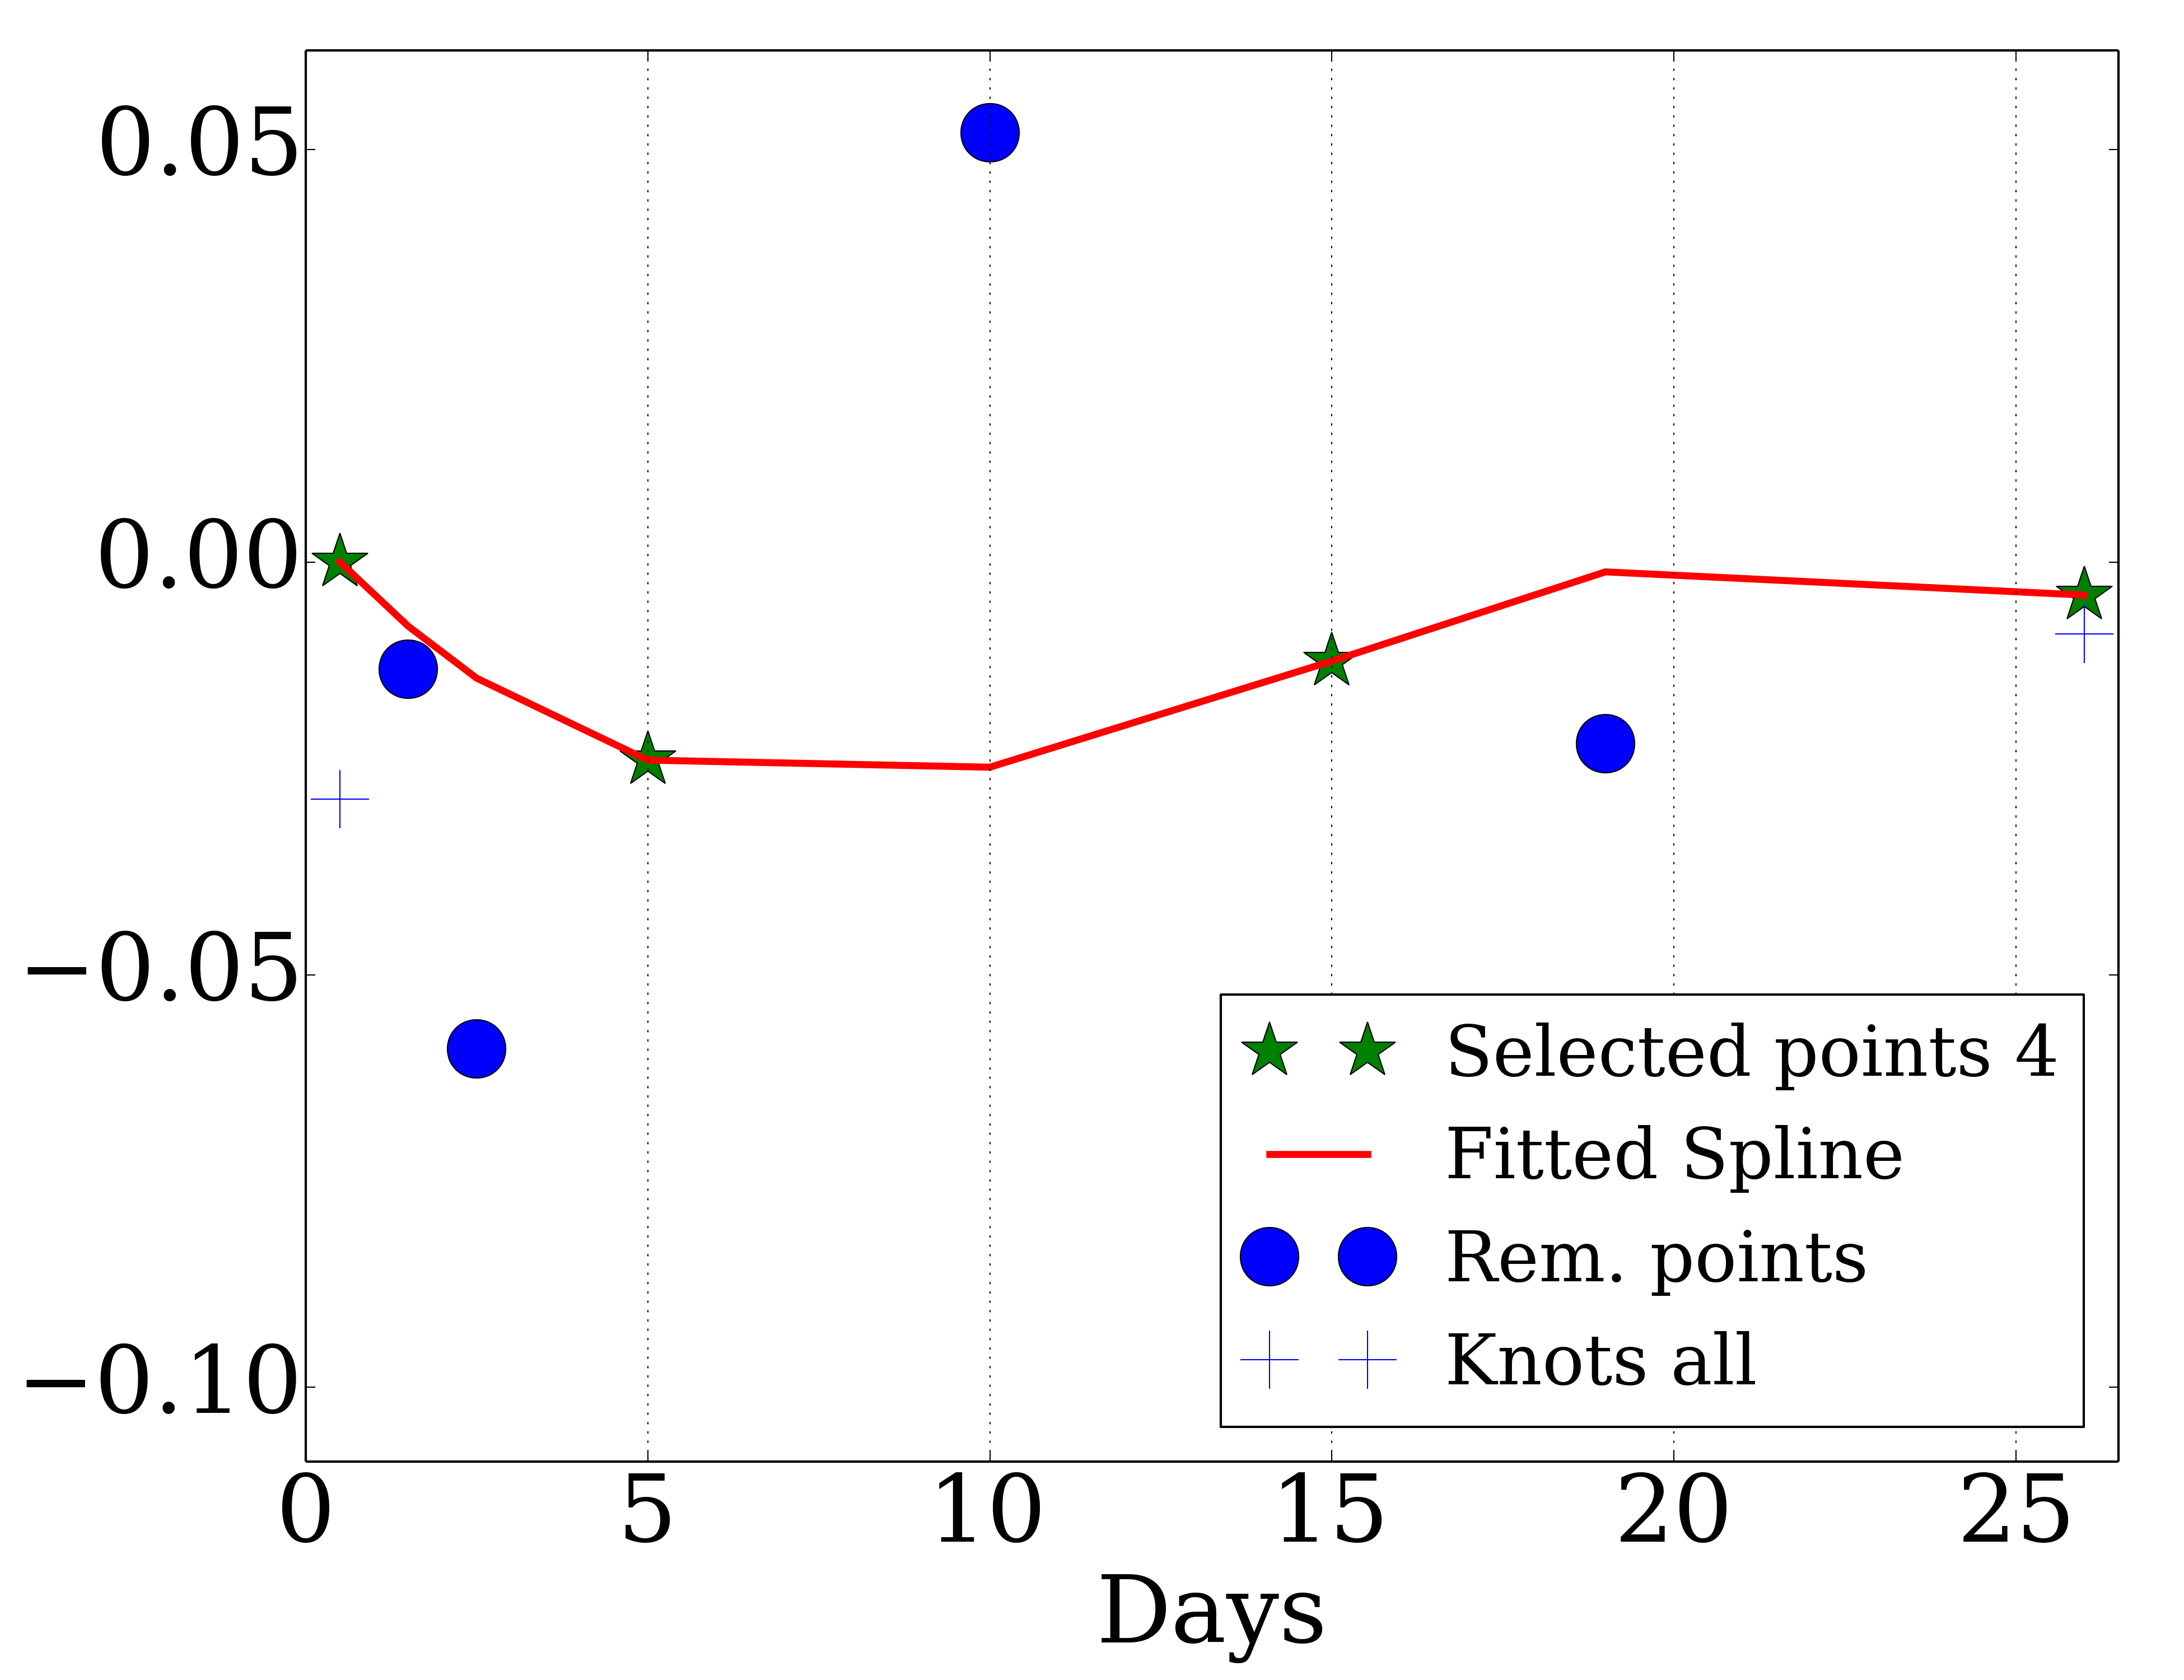 0.05
0.00
−0.05
−0.10
Selected points 4
Fitted Spline
Rem. points
Knots all
0 5 10 15 20 25
Days